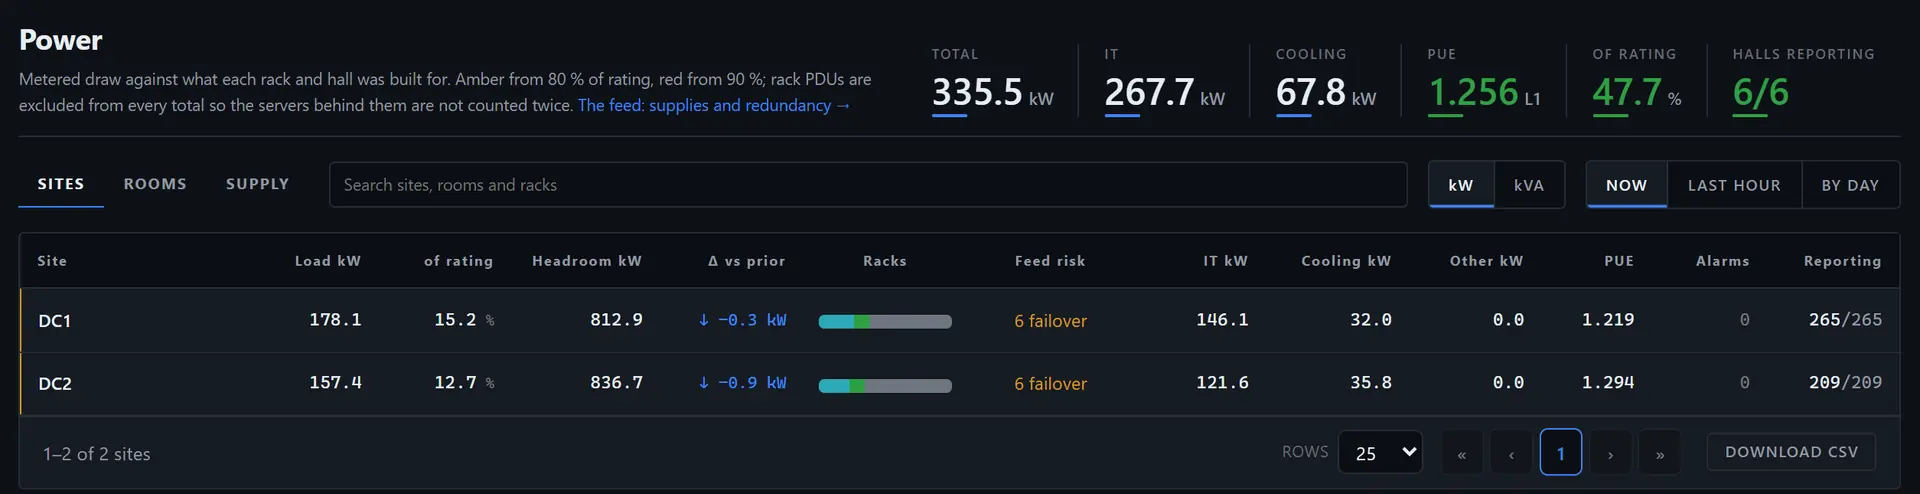 Power
Metered draw against what each rack and hall was built for. Amber from 80 % of rating, red from 90 %; rack PDUs are
excluded from every total so the servers behind them are not counted twice. The feed: supplies and redundancy →
TOTAL
335.5 kW
IT
267.7 kW
COOLING
67.8 kW
PUE
1.256 L1
OF RATING
47.7 %
HALLS REPORTING
6/6
SITES ROOMS SUPPLY
Search sites, rooms and racks
kW kVA
NOW LAST HOUR BY DAY
Site Load kW of rating Headroom kW Δ vs prior Racks Feed risk IT kW Cooling kW Other kW PUE Alarms Reporting
DC1 178.1 15.2 % 812.9 ↓ −0.3 kW 6 failover 146.1 32.0 0.0 1.219 0 265/265
DC2 157.4 12.7 % 836.7 ↓ −0.9 kW 6 failover 121.6 35.8 0.0 1.294 0 209/209
1–2 of 2 sites
ROWS 25 « ‹ 1 › » DOWNLOAD CSV